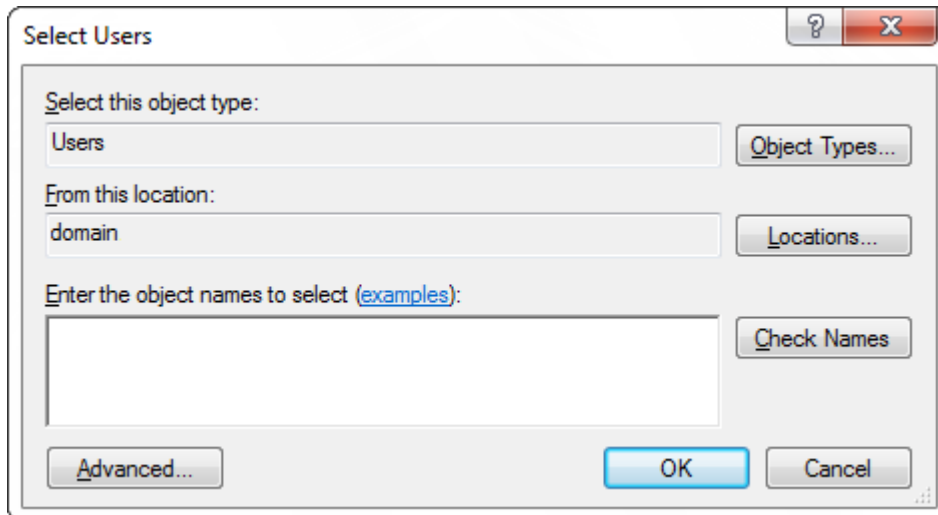 Select Users
Select this object type:
Users
Object Types...
From this location:
domain
Locations...
Enter the object names to select (examples):
Check Names
Advanced...
OK
Cancel